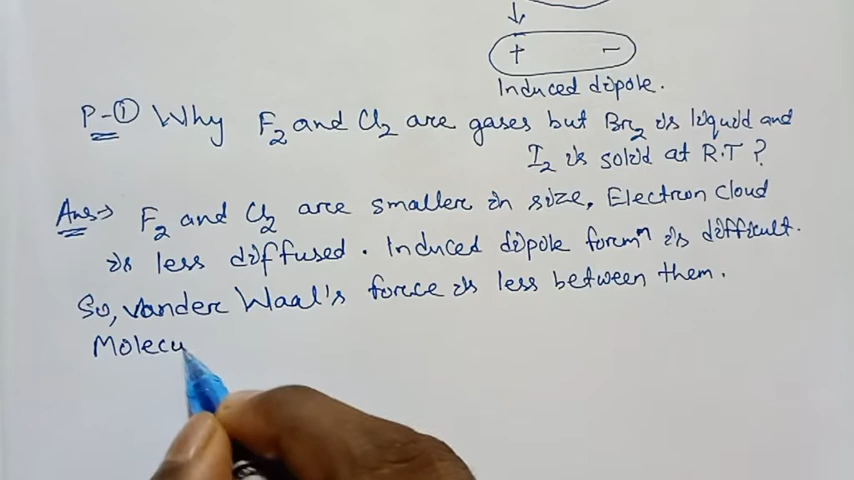 + −
Induced dipole.
P-① Why F₂ and Cl₂ are gases but Br₂ is liquid and
I₂ is solid at R.T ?
Ans→ F₂ and Cl₂ are smaller in size, Electron cloud
is less diffused. Induced dipole formⁿ is difficult.
So, vander Waal's force is less between them.
Molecu